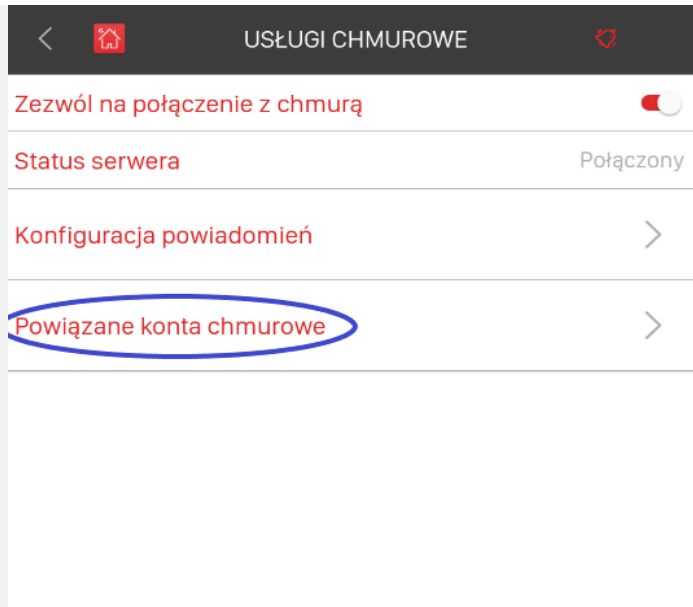 USŁUGI CHMUROWE
Zezwól na połączenie z chmurą
Status serwera Połączony
Konfiguracja powiadomień
Powiązane konta chmurowe